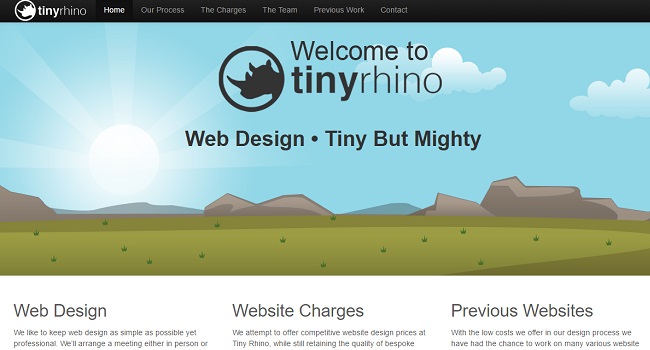 tinyrhino Home Our Process The Charges The Team Previous Work Contact
Welcome to
tinyrhino
Web Design • Tiny But Mighty
Web Design
We like to keep web design as simple as possible yet
professional. We'll arrange a meeting either in person or
Website Charges
We attempt to offer competitive website design prices at
Tiny Rhino, while still retaining the quality of bespoke
Previous Websites
With the low costs we offer in our design process we
have had the chance to work on many various website